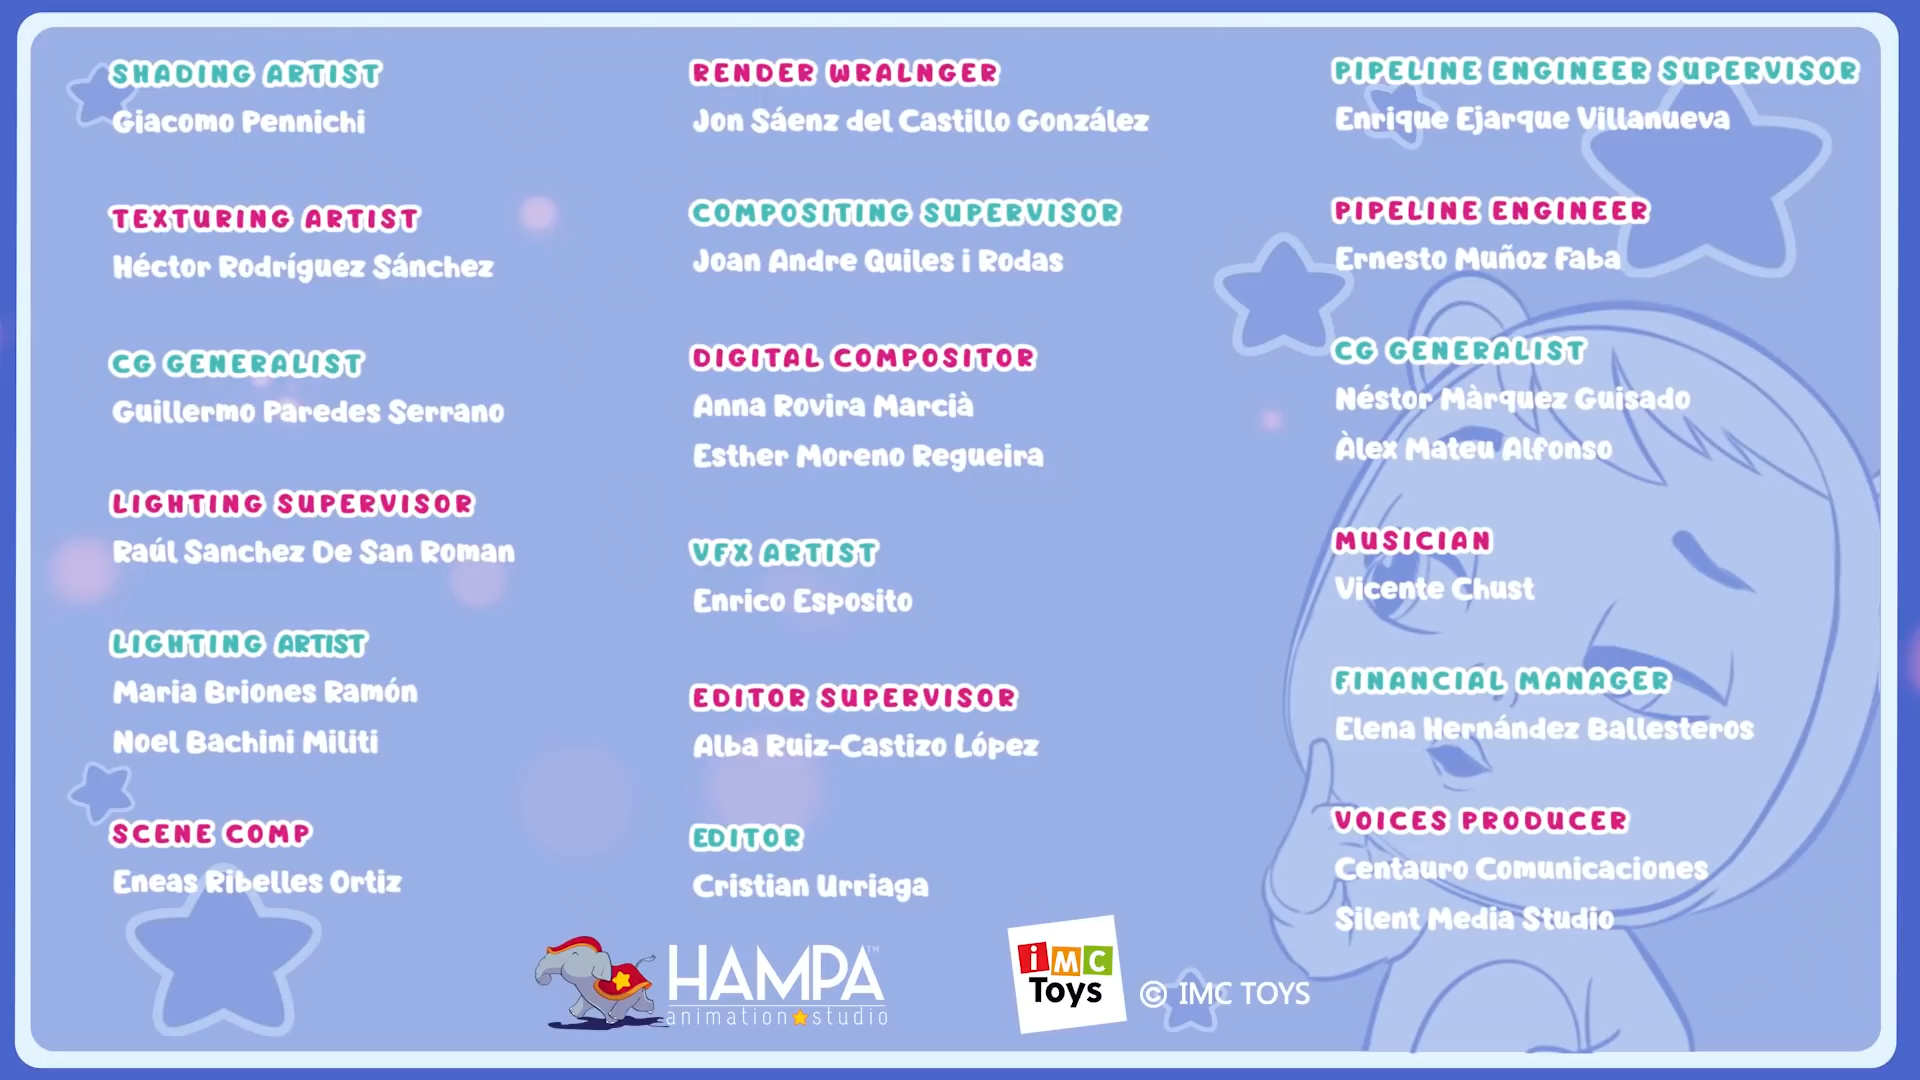 SHADING ARTIST
Giacomo Pennichi
TEXTURING ARTIST
Héctor Rodríguez Sánchez
CG GENERALIST
Guillermo Paredes Serrano
LIGHTING SUPERVISOR
Raúl Sanchez De San Roman
LIGHTING ARTIST
Maria Briones Ramón
Noel Bachini Militi
SCENE COMP
Eneas Ribelles Ortiz
RENDER WRALNGER
Jon Sáenz del Castillo González
COMPOSITING SUPERVISOR
Joan Andre Quiles i Rodas
DIGITAL COMPOSITOR
Anna Rovira Marcià
Esther Moreno Regueira
VFX ARTIST
Enrico Esposito
EDITOR SUPERVISOR
Alba Ruiz-Castizo López
EDITOR
Cristian Urriaga
PIPELINE ENGINEER SUPERVISOR
Enrique Ejarque Villanueva
PIPELINE ENGINEER
Ernesto Muñoz Faba
CG GENERALIST
Néstor Màrquez Guisado
Àlex Mateu Alfonso
MUSICIAN
Vicente Chust
FINANCIAL MANAGER
Elena Hernández Ballesteros
VOICES PRODUCER
Centauro Comunicaciones
Silent Media Studio
HAMPA™
animation studio
iMC
Toys
© IMC TOYS